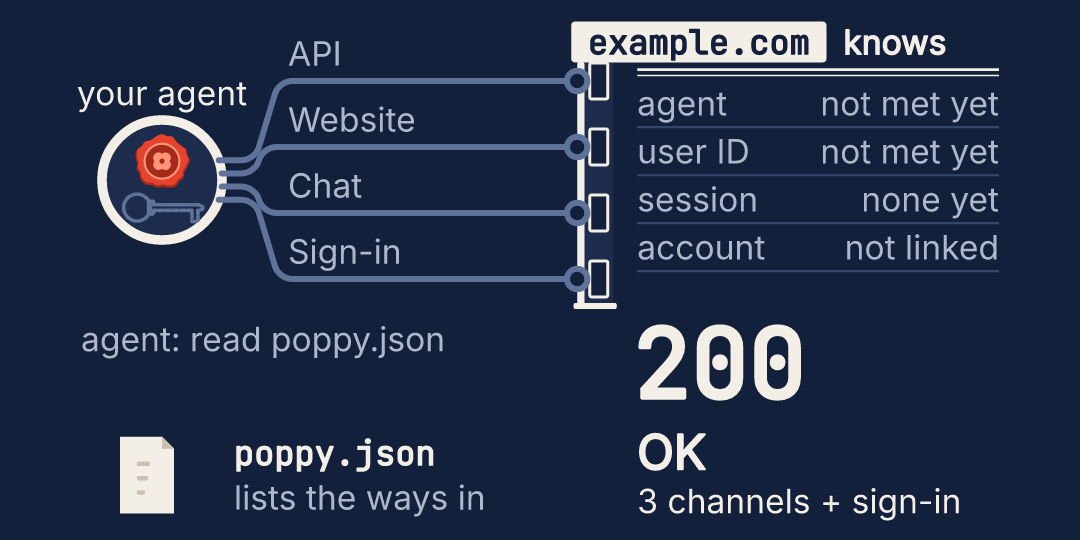 your agent
API
Website
Chat
Sign-in
example.com knows
agent not met yet
user ID not met yet
session none yet
account not linked
agent: read poppy.json
200
OK
3 channels + sign-in
poppy.json
lists the ways in